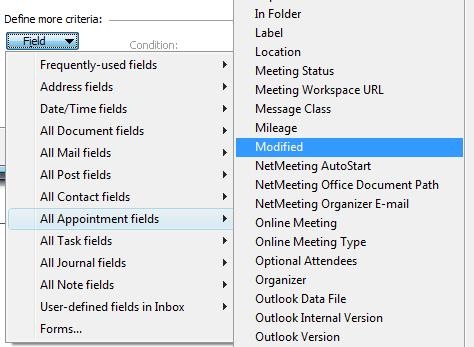 Define more criteria:
Field
Condition:
Frequently-used fields
Address fields
Date/Time fields
All Document fields
All Mail fields
All Post fields
All Contact fields
All Appointment fields
All Task fields
All Journal fields
All Note fields
User-defined fields in Inbox
Forms...
In Folder
Label
Location
Meeting Status
Meeting Workspace URL
Message Class
Mileage
Modified
NetMeeting AutoStart
NetMeeting Office Document Path
NetMeeting Organizer E-mail
Online Meeting
Online Meeting Type
Optional Attendees
Organizer
Outlook Data File
Outlook Internal Version
Outlook Version